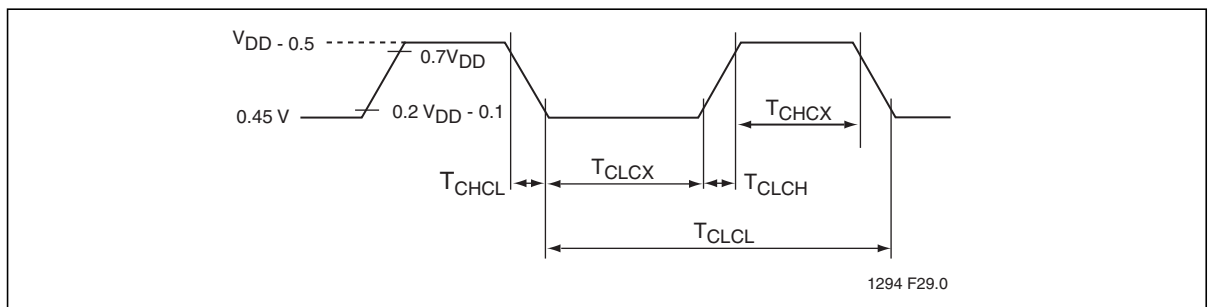 VDD - 0.5
0.7VDD
0.45 V
0.2 VDD - 0.1
TCHCX
TCHCL
TCLCX
TCLCH
TCLCL
1294 F29.0